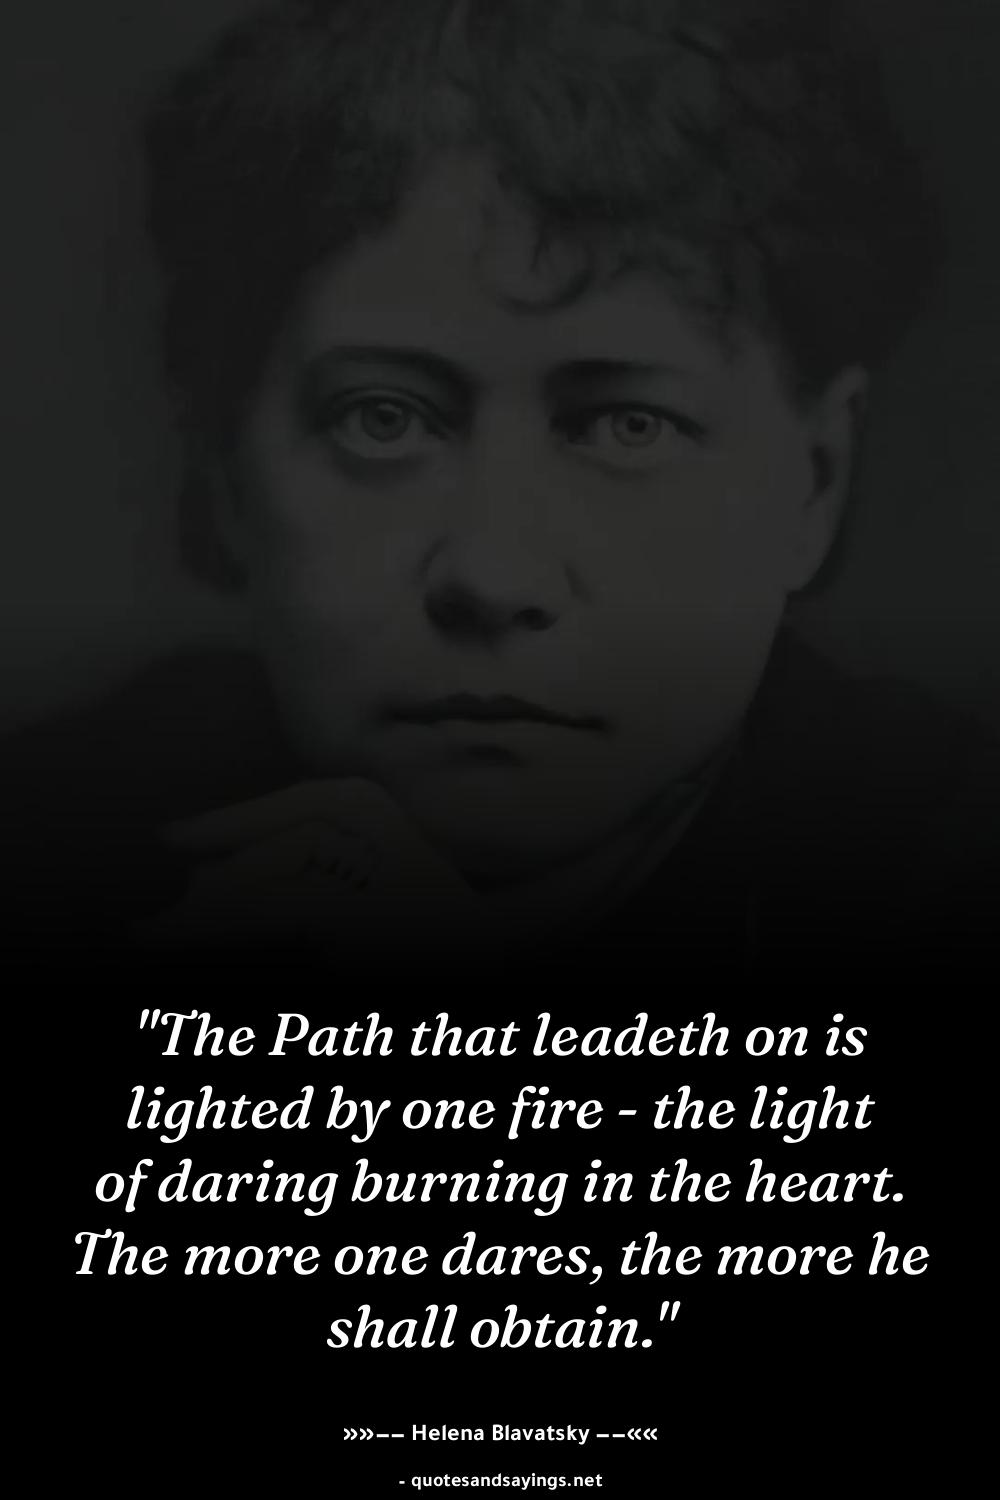 "The Path that leadeth on is
lighted by one fire - the light
of daring burning in the heart.
The more one dares, the more he
shall obtain."
»»–– Helena Blavatsky ––««
- quotesandsayings.net